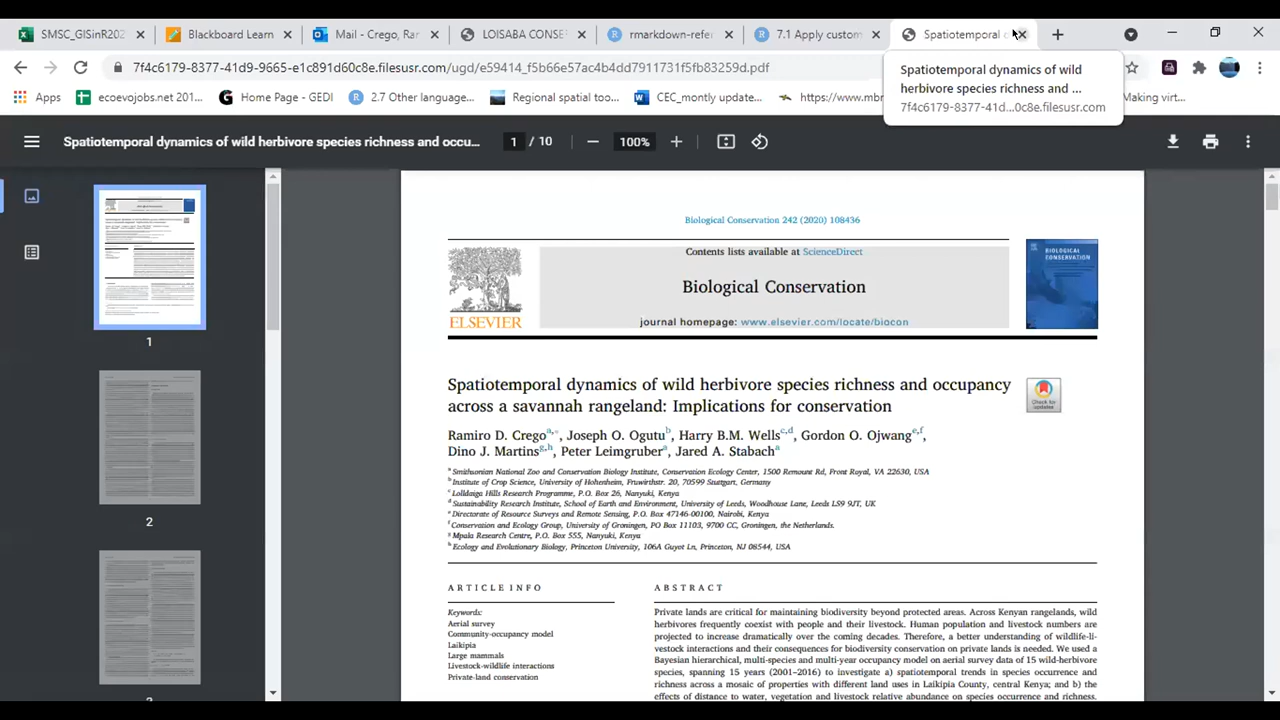 SMSC_GISinR202
Blackboard Learn
Mail - Crego, Ra
LOISABA CONSE
rmarkdown-refer
7.1 Apply custom
Spatiotemporal
7f4c6179-8377-41d9-9665-e1c891d60c8e.filesusr.com/ugd/e59414_f5b66e57ac4b4dd7911731f5fb83259d.pdf
Spatiotemporal dynamics of wild
herbivore species richness and ...
7f4c6179-8377-41d...0c8e.filesusr.com
Apps
ecoevojobs.net 201...
Home Page - GEDI
2.7 Other language...
Regional spatial too...
CEC_montly update...
https://www.mbr
Making virt...
Spatiotemporal dynamics of wild herbivore species richness and occu...
1 / 10
100%
1
2
Biological Conservation 242 (2020) 108436
Contents lists available at ScienceDirect
Biological Conservation
journal homepage: www.elsevier.com/locate/biocon
ELSEVIER
BIOLOGICAL
CONSERVATION
Spatiotemporal dynamics of wild herbivore species richness and occupancy
across a savannah rangeland: Implications for conservation
Check for
updates
Ramiro D. Crego a,*, Joseph O. Ogutu b, Harry B.M. Wells c,d, Gordon O. Ojwang e,f,
Dino J. Martins g,h, Peter Leimgruber a, Jared A. Stabach a
a Smithsonian National Zoo and Conservation Biology Institute, Conservation Ecology Center, 1500 Remount Rd, Front Royal, VA 22630, USA
b Institute of Crop Science, University of Hohenheim, Fruwirthstr. 20, 70599 Stuttgart, Germany
c Lolldaiga Hills Research Programme, P.O. Box 26, Nanyuki, Kenya
d Sustainability Research Institute, School of Earth and Environment, University of Leeds, Woodhouse Lane, Leeds LS9 9JT, UK
e Directorate of Resource Surveys and Remote Sensing, P.O. Box 47146-00100, Nairobi, Kenya
f Conservation and Ecology Group, University of Groningen, PO Box 11103, 9700 CC, Groningen, the Netherlands.
g Mpala Research Centre, P.O. Box 555, Nanyuki, Kenya
h Ecology and Evolutionary Biology, Princeton University, 106A Guyot Ln, Princeton, NJ 08544, USA
ARTICLE INFO
Keywords:
Aerial survey
Community-occupancy model
Laikipia
Large mammals
Livestock-wildlife interactions
Private-land conservation
ABSTRACT
Private lands are critical for maintaining biodiversity beyond protected areas. Across Kenyan rangelands, wild
herbivores frequently coexist with people and their livestock. Human population and livestock numbers are
projected to increase dramatically over the coming decades. Therefore, a better understanding of wildlife-li-
vestock interactions and their consequences for biodiversity conservation on private lands is needed. We used a
Bayesian hierarchical, multi-species and multi-year occupancy model on aerial survey data of 15 wild-herbivore
species, spanning 15 years (2001–2016) to investigate a) spatiotemporal trends in species occurrence and
richness across a mosaic of properties with different land uses in Laikipia County, central Kenya; and b) the
effects of distance to water, vegetation and livestock relative abundance on species occurrence and richness.